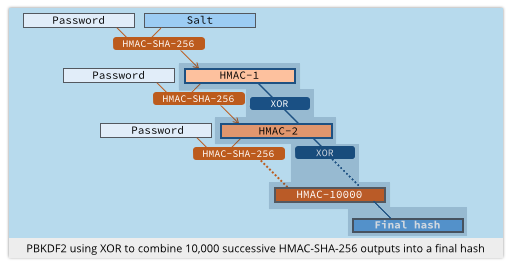 Password Salt
HMAC-SHA-256
Password HMAC-1
HMAC-SHA-256 XOR
Password HMAC-2
HMAC-SHA-256 XOR
HMAC-10000
Final hash
PBKDF2 using XOR to combine 10,000 successive HMAC-SHA-256 outputs into a final hash